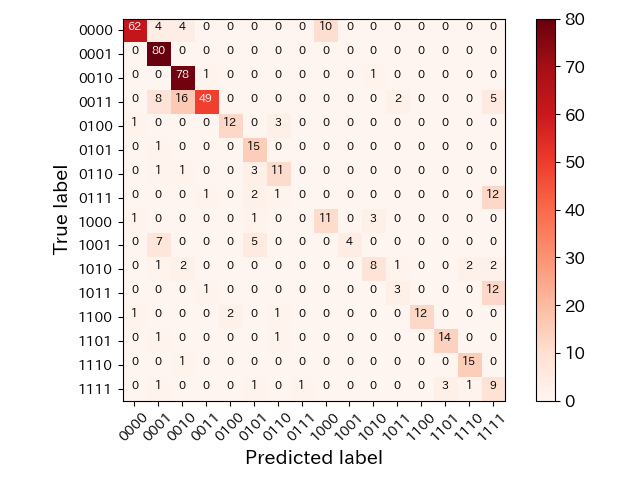 0000 62 4 4 0 0 0 0 0 10 0 0 0 0 0 0 0
0001 0 80 0 0 0 0 0 0 0 0 0 0 0 0 0 0
0010 0 0 78 1 0 0 0 0 0 0 1 0 0 0 0 0
0011 0 8 16 49 0 0 0 0 0 0 0 2 0 0 0 5
0100 1 0 0 0 12 0 3 0 0 0 0 0 0 0 0 0
0101 0 1 0 0 0 15 0 0 0 0 0 0 0 0 0 0
0110 0 1 1 0 0 3 11 0 0 0 0 0 0 0 0 0
0111 0 0 0 1 0 2 1 0 0 0 0 0 0 0 0 12
1000 1 0 0 0 0 1 0 0 11 0 3 0 0 0 0 0
1001 0 7 0 0 0 5 0 0 0 4 0 0 0 0 0 0
1010 0 1 2 0 0 0 0 0 0 0 8 1 0 0 2 2
1011 0 0 0 1 0 0 0 0 0 0 0 3 0 0 0 12
1100 1 0 0 0 2 0 1 0 0 0 0 0 12 0 0 0
1101 0 1 0 0 0 0 1 0 0 0 0 0 0 14 0 0
1110 0 0 1 0 0 0 0 0 0 0 0 0 0 0 15 0
1111 0 1 0 0 0 1 0 1 0 0 0 0 0 3 1 9
0000 0001 0010 0011 0100 0101 0110 0111 1000 1001 1010 1011 1100 1101 1110 1111
Predicted label
True label
80
70
60
50
40
30
20
10
0